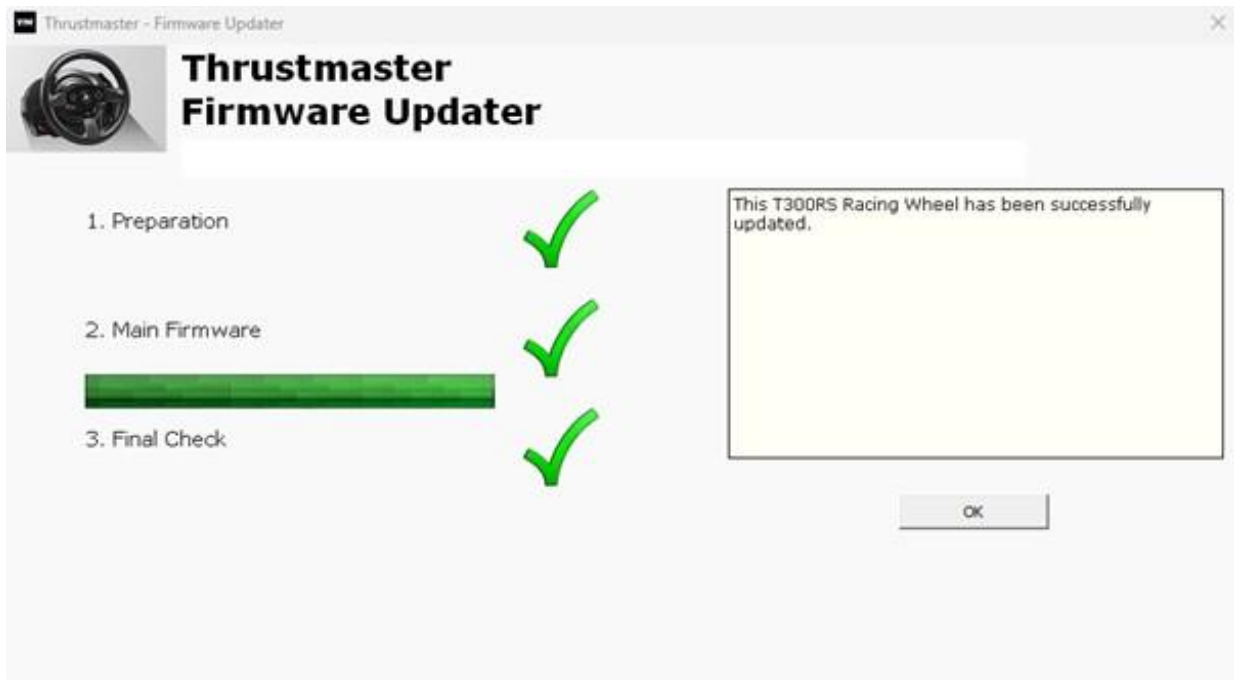 Thrustmaster - Firmware Updater
Thrustmaster
Firmware Updater
1. Preparation
2. Main Firmware
3. Final Check
This T300RS Racing Wheel has been successfully
updated.
OK